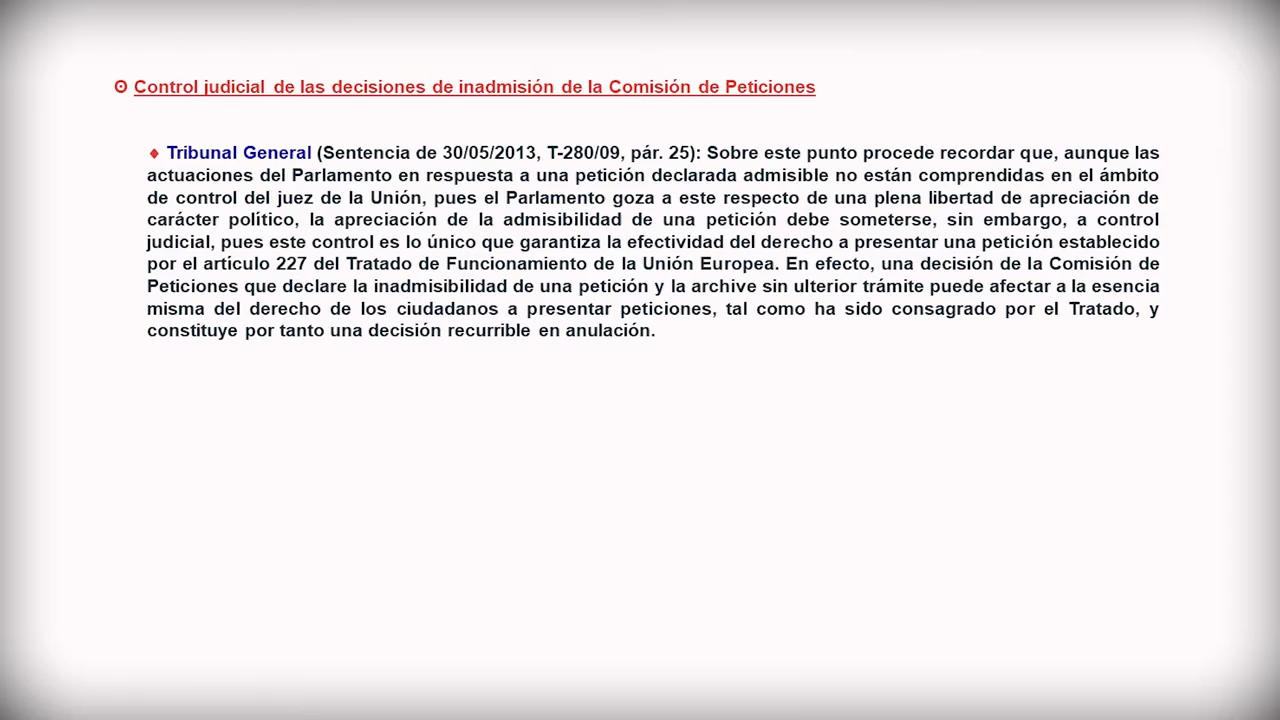 ⊙ Control judicial de las decisiones de inadmisión de la Comisión de Peticiones
♦ Tribunal General (Sentencia de 30/05/2013, T-280/09, pár. 25): Sobre este punto procede recordar que, aunque las
actuaciones del Parlamento en respuesta a una petición declarada admisible no están comprendidas en el ámbito
de control del juez de la Unión, pues el Parlamento goza a este respecto de una plena libertad de apreciación de
carácter político, la apreciación de la admisibilidad de una petición debe someterse, sin embargo, a control
judicial, pues este control es lo único que garantiza la efectividad del derecho a presentar una petición establecido
por el artículo 227 del Tratado de Funcionamiento de la Unión Europea. En efecto, una decisión de la Comisión de
Peticiones que declare la inadmisibilidad de una petición y la archive sin ulterior trámite puede afectar a la esencia
misma del derecho de los ciudadanos a presentar peticiones, tal como ha sido consagrado por el Tratado, y
constituye por tanto una decisión recurrible en anulación.